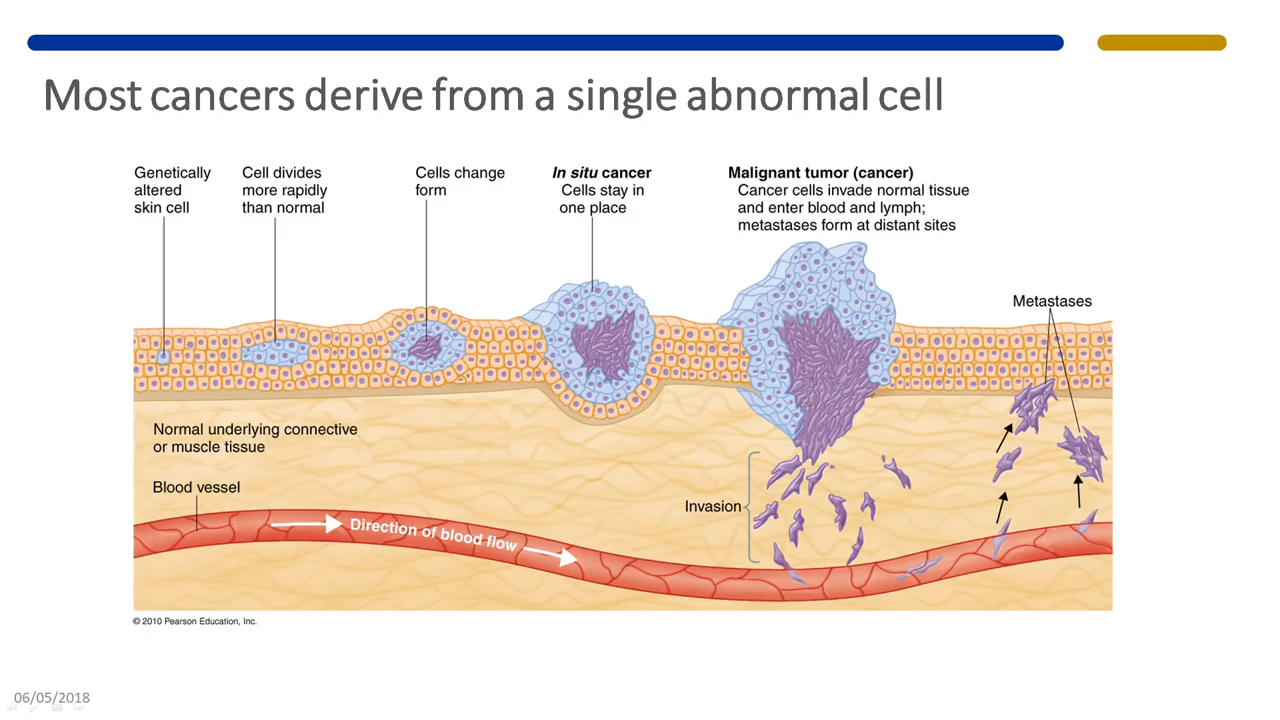 Most cancers derive from a single abnormal cell
Genetically
altered
skin cell
Cell divides
more rapidly
than normal
Cells change
form
In situ cancer
Cells stay in
one place
Malignant tumor (cancer)
Cancer cells invade normal tissue
and enter blood and lymph;
metastases form at distant sites
Metastases
Normal underlying connective
or muscle tissue
Blood vessel
Invasion
Direction of blood flow
© 2010 Pearson Education, Inc.
06/05/2018